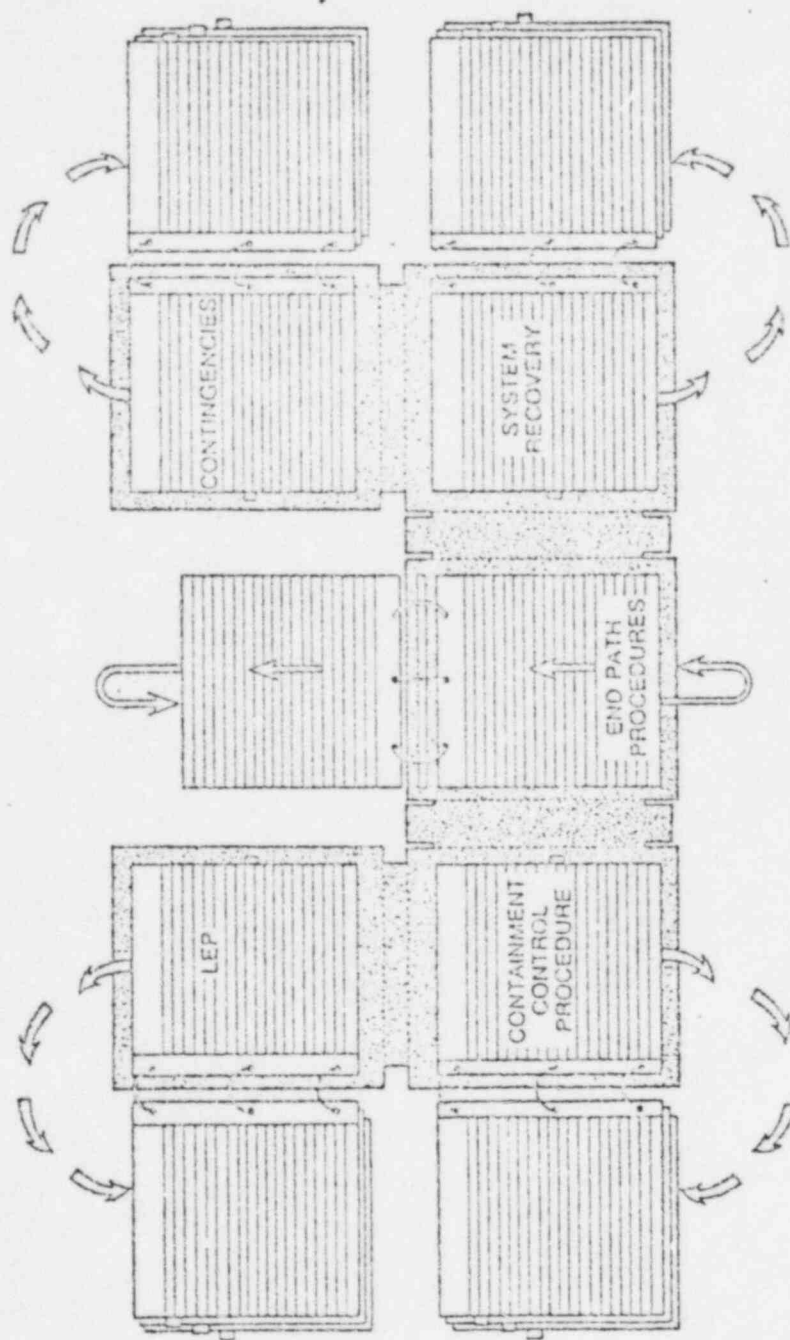 CONTINGENCIES
SYSTEM
RECOVERY
END PATH
PROCEDURES
LEP
CONTAINMENT
CONTROL
PROCEDURE